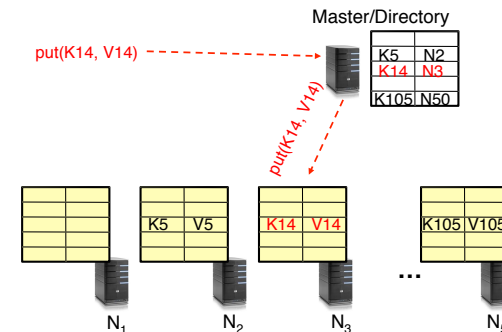 Master/Directory
put(K14, V14)
K5 N2
K14 N3
K105 N50
put(K14, V14)
K5 V5
K14 V14
K105 V105
...
N1
N2
N3